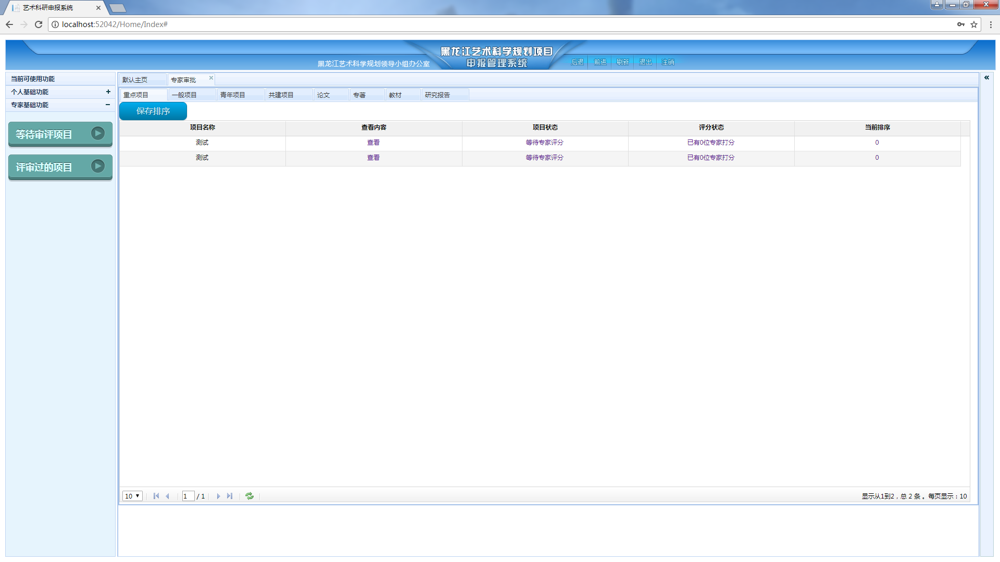 艺术科研申报系统
localhost:52042/Home/Index#
黑龙江艺术科学规划项目
黑龙江艺术科学规划领导小组办公室
申报管理系统
后退 前进 刷新 退出 注销
当前可使用功能
个人基础功能
专家基础功能
等待审评项目
评审过的项目
默认主页 专家审批
重点项目 一般项目 青年项目 共建项目 论文 专著 教材 研究报告
保存排序
项目名称 查看内容 项目状态 评分状态 当前排序
测试 查看 等待专家评分 已有0位专家打分 0
测试 查看 等待专家评分 已有0位专家打分 0
10 1 / 1 显示从1到2，总 2 条 。每页显示：10